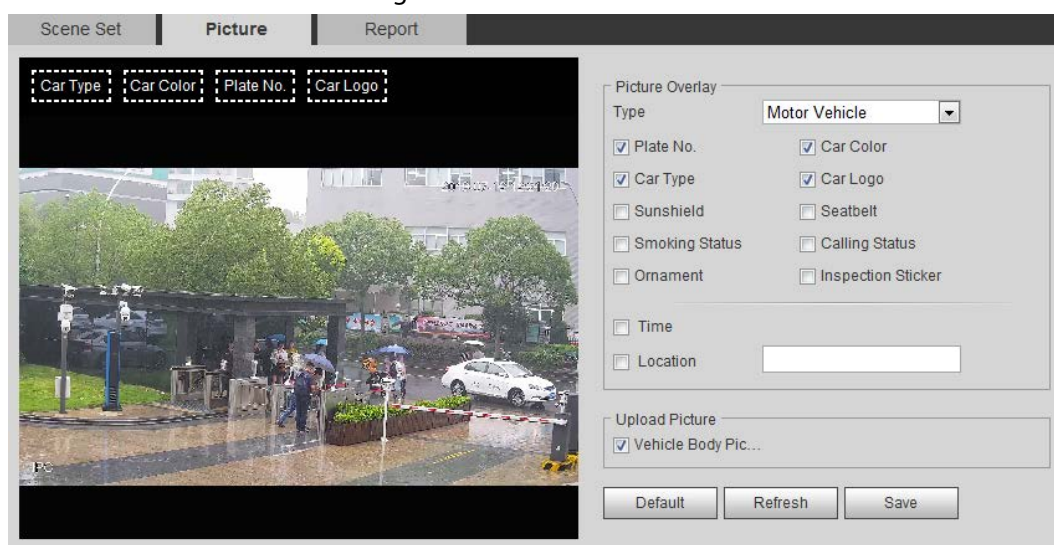 Scene Set Picture Report
Car Type Car Color Plate No. Car Logo
Picture Overlay
Type Motor Vehicle
Plate No. Car Color
Car Type Car Logo
Sunshield Seatbelt
Smoking Status Calling Status
Ornament Inspection Sticker
Time
Location
Upload Picture
Vehicle Body Pic...
Default Refresh Save
IPC